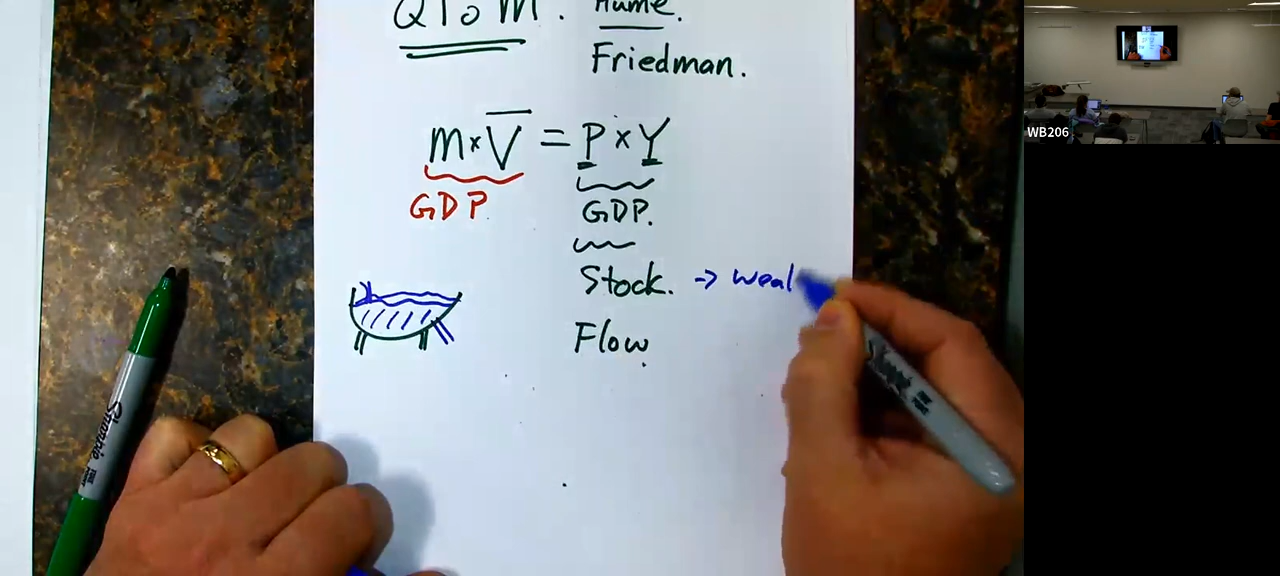 QToM. Hume.
Friedman.
M×V̅ = P×Y
GDP GDP.
Stock. → weal
Flow
Sharpie
WB206